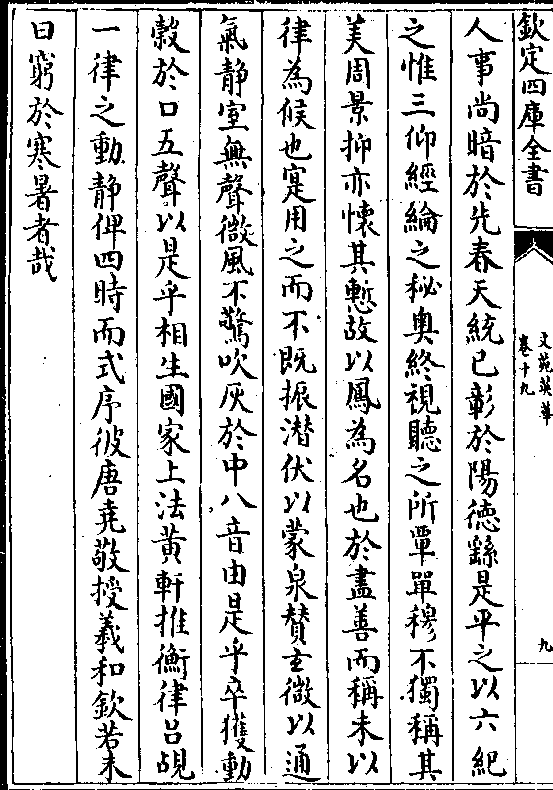 欽定四庫全書
文苑英華
卷十九
九
人事尚暗於先春天統已彰於陽德繇是平之以六紀
之惟三仰經綸之秘奥終視聽之所覃單穆不獨稱其
美周景抑亦懷其慙故以鳳為名也於盡善而稱未以
律為候也寔用之而不既振潜伏以蒙泉賛玄微以通
氣静室無聲微風不驚吹灰於中八音由是乎卒獲動
穀於口五聲以是乎相生國家上法黄軒推衡律吕覘
一律之動静俾四時而式序彼唐堯敬授羲和欽若未
曰窮於寒暑者哉